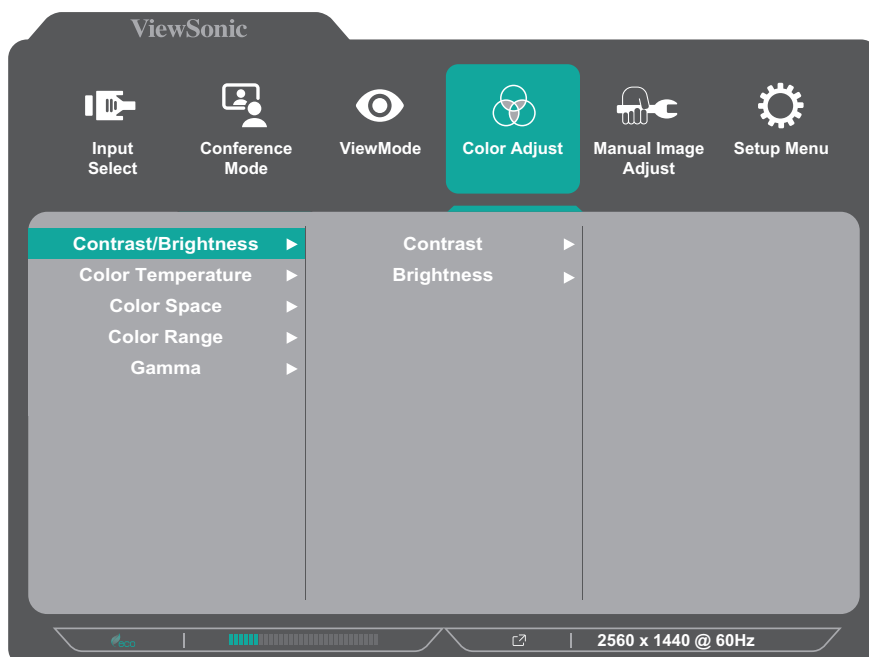 ViewSonic
Input
Select
Conference
Mode
ViewMode
Color Adjust
Manual Image
Adjust
Setup Menu
Contrast/Brightness
Color Temperature
Color Space
Color Range
Gamma
Contrast
Brightness
eco
2560 x 1440 @ 60Hz